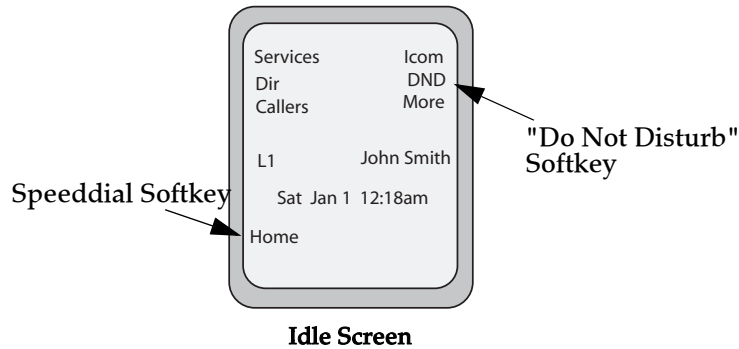 Services Icom
Dir DND
Callers More
"Do Not Disturb"
Softkey
L1 John Smith
Speeddial Softkey
Sat Jan 1 12:18am
Home
Idle Screen